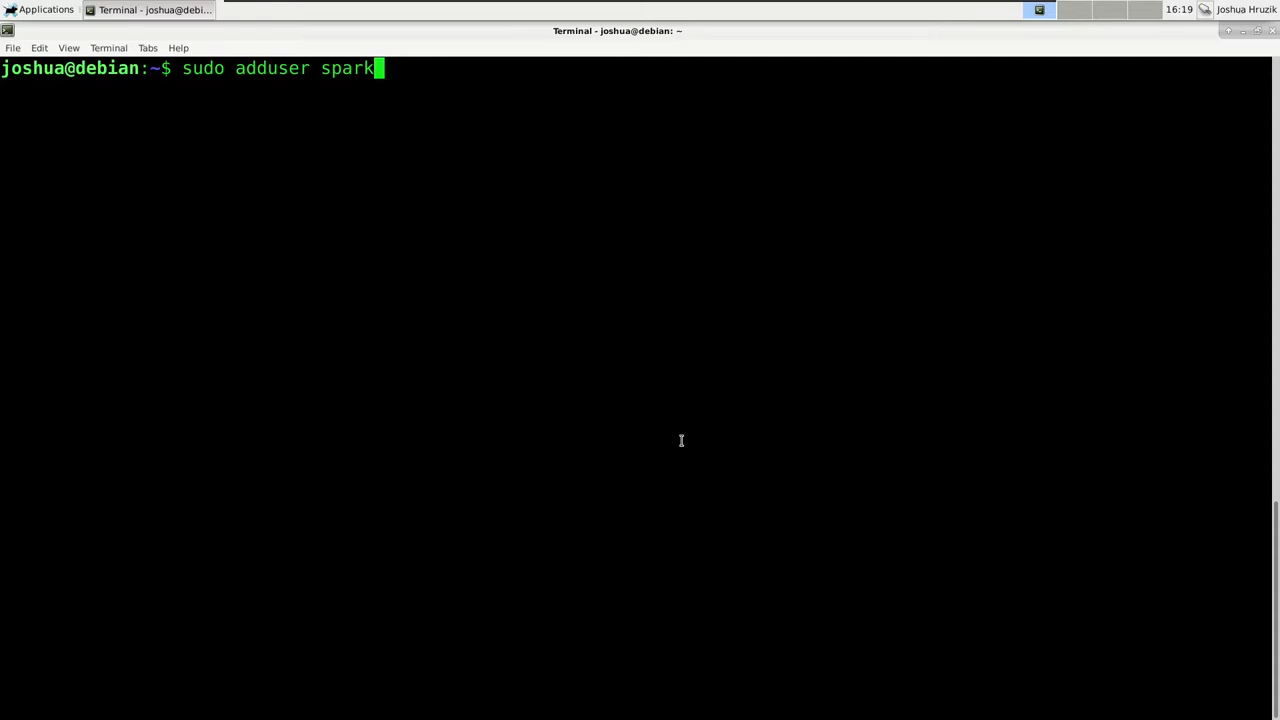 Applications
Terminal - joshua@debi...
16:19
Joshua Hruzik
Terminal - joshua@debian: ~
File Edit View Terminal Tabs Help
joshua@debian:~$ sudo adduser spark